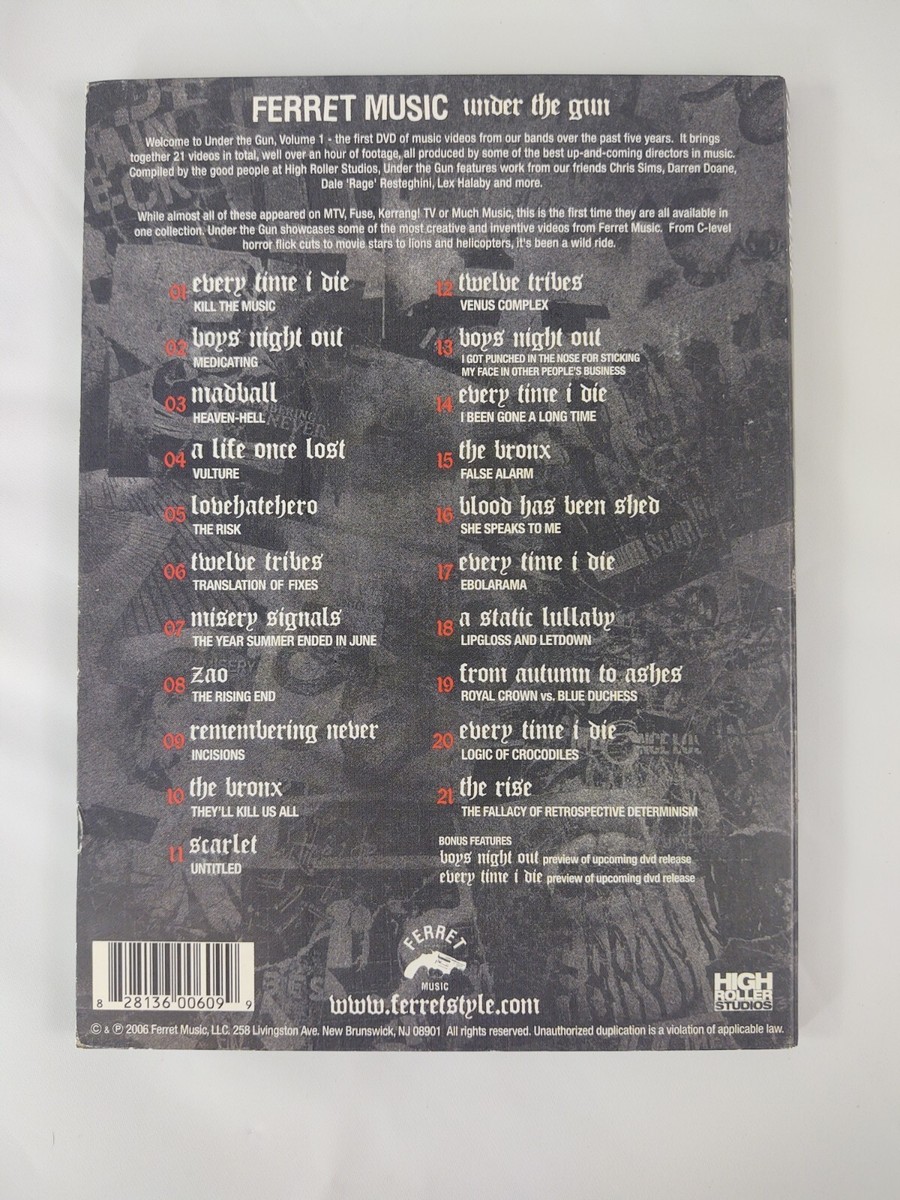 FERRET MUSIC under the gun
Welcome to Under the Gun, Volume 1 - the first DVD of music videos from our bands over the past five years. It brings
together 21 videos in total, well over an hour of footage, all produced by some of the best up-and-coming directors in music.
Compiled by the good people at High Roller Studios, Under the Gun features work from our friends Chris Sims, Darren Doane,
Dale 'Rage' Resteghini, Lex Halaby and more.
While almost all of these appeared on MTV, Fuse, Kerrang! TV or Much Music, this is the first time they are all available in
one collection. Under the Gun showcases some of the most creative and inventive videos from Ferret Music. From C-level
horror flick cuts to movie stars to lions and helicopters, it's been a wild ride.
01 every time i die
KILL THE MUSIC
02 boys night out
MEDICATING
03 madball
HEAVEN-HELL
04 a life once lost
VULTURE
05 lovehatehero
THE RISK
06 twelve tribes
TRANSLATION OF FIXES
07 misery signals
THE YEAR SUMMER ENDED IN JUNE
08 zao
THE RISING END
09 remembering never
INCISIONS
10 the bronx
THEY'LL KILL US ALL
11 scarlet
UNTITLED
12 twelve tribes
VENUS COMPLEX
13 boys night out
I GOT PUNCHED IN THE NOSE FOR STICKING
MY FACE IN OTHER PEOPLE'S BUSINESS
14 every time i die
I BEEN GONE A LONG TIME
15 the bronx
FALSE ALARM
16 blood has been shed
SHE SPEAKS TO ME
17 every time i die
EBOLARAMA
18 a static lullaby
LIPGLOSS AND LETDOWN
19 from autumn to ashes
ROYAL CROWN vs. BLUE DUCHESS
20 every time i die
LOGIC OF CROCODILES
21 the rise
THE FALLACY OF RETROSPECTIVE DETERMINISM
BONUS FEATURES
boys night out preview of upcoming dvd release
every time i die preview of upcoming dvd release
FERRET
MUSIC
www.ferretstyle.com
8 28136 00609 9
HIGH
ROLLER
STUDIOS
© & ℗ 2006 Ferret Music, LLC. 258 Livingston Ave. New Brunswick, NJ 08901 All rights reserved. Unauthorized duplication is a violation of applicable law.